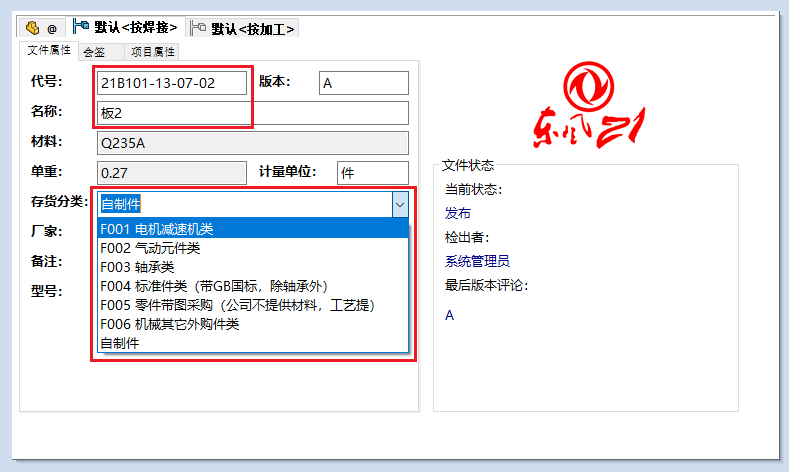 @ 默认<按焊接> 默认<按加工>
文件属性 会签 项目属性
代号： 21B101-13-07-02 版本： A
名称： 板2
材料： Q235A
单重： 0.27 计量单位： 件
存货分类： 自制件
厂家：
备注：
型号：
F001 电机减速机类
F002 气动元件类
F003 轴承类
F004 标准件类（带GB国标，除轴承外）
F005 零件带图采购（公司不提供材料，工艺提）
F006 机械其它外购件类
自制件
东风21
文件状态
当前状态：
发布
检出者：
系统管理员
最后版本评论：
A